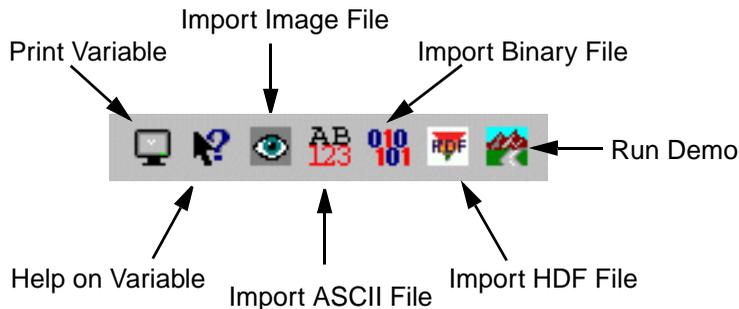 Import Image File
Print Variable
Import Binary File
?
AB
123
010
101
HDF
Run Demo
Help on Variable
Import HDF File
Import ASCII File